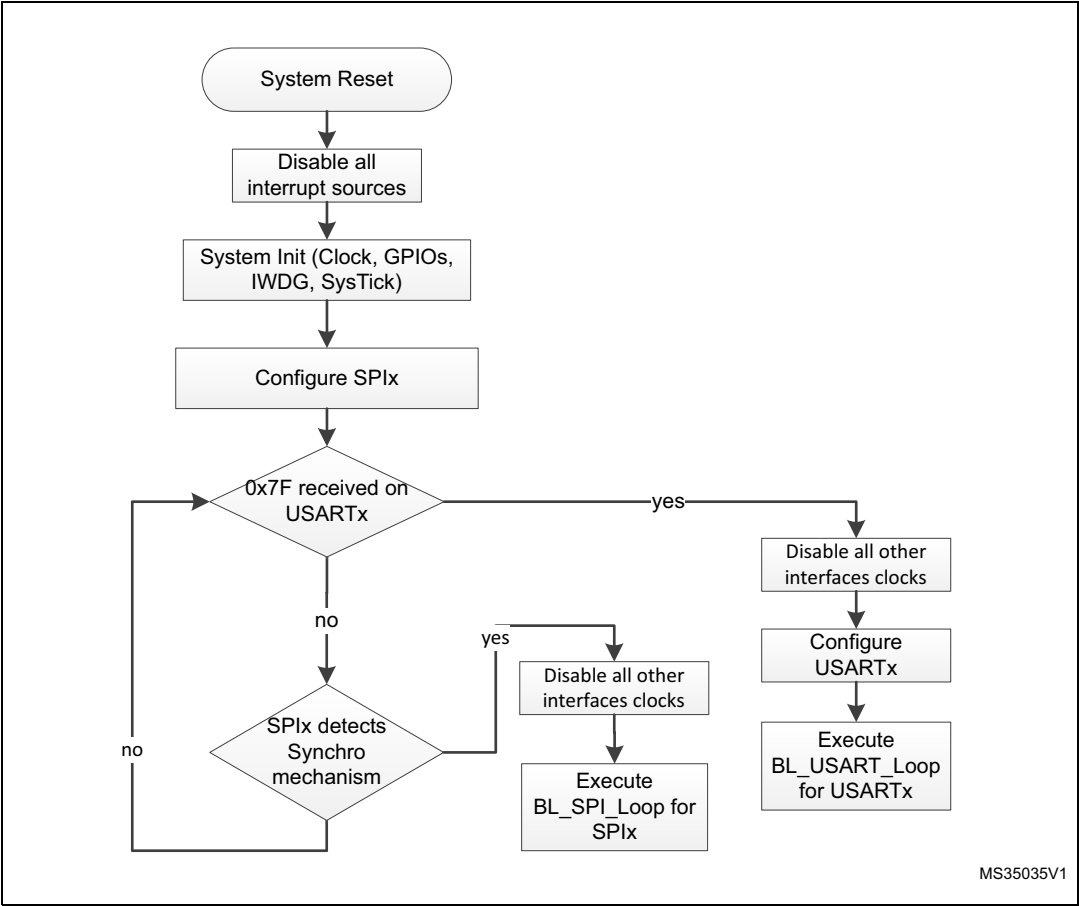 System Reset
Disable all
interrupt sources
System Init (Clock, GPIOs,
IWDG, SysTick)
Configure SPIx
0x7F received on
USARTx
yes
Disable all other
interfaces clocks
Configure
USARTx
Execute
BL_USART_Loop
for USARTx
no
yes
Disable all other
interfaces clocks
SPIx detects
Synchro
mechanism
no
Execute
BL_SPI_Loop for
SPIx
MS35035V1